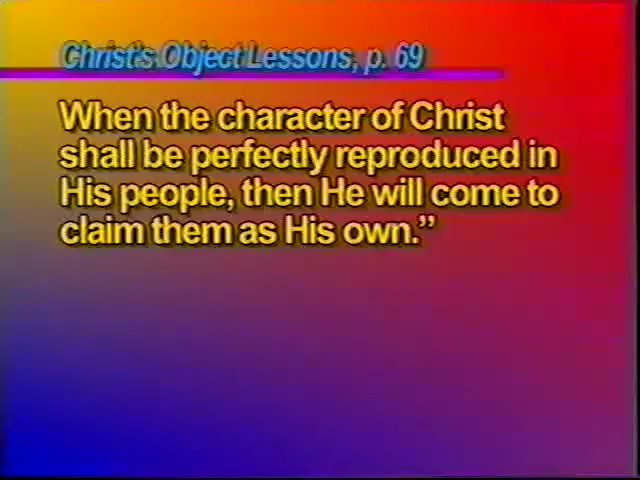 Christ's Object Lessons, p. 69
When the character of Christ
shall be perfectly reproduced in
His people, then He will come to
claim them as His own.”